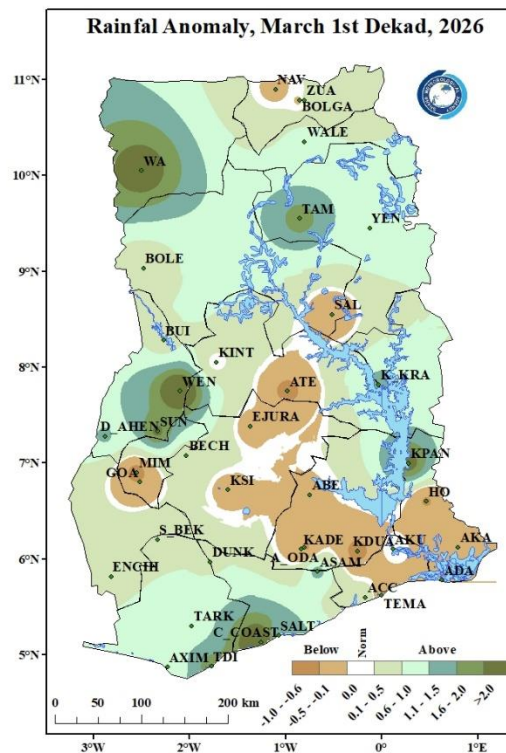 Rainfal Anomaly, March 1st Dekad, 2026
11°N
NAV
ZUA
BOLGA
WALE
10°N
WA
TAM
YEN
9°N
BOLE
SAL
BUI
8°N
KINT
K_KRA
WEN
ATE
EJURA
D_AHEN
SUN
BECH
KPAN
7°N
GOA
MIM
KSI
ABE
HO
S_BEK
KADE
KDUA
AKU
AKA
6°N
DUNK
A_ODA
ASAM
ENCHI
ADA
ACC
TEMA
TARK
C_COAST
SALT
AXIM
TDI
5°N
Below
Norm
Above
-1.0 - -0.6
-0.5 - -0.1
0.0
0.1 - 0.5
0.6 - 1.0
1.1 - 1.5
1.6 - 2.0
>2.0
0 50 100 200 km
3°W
2°W
1°W
0°
1°E